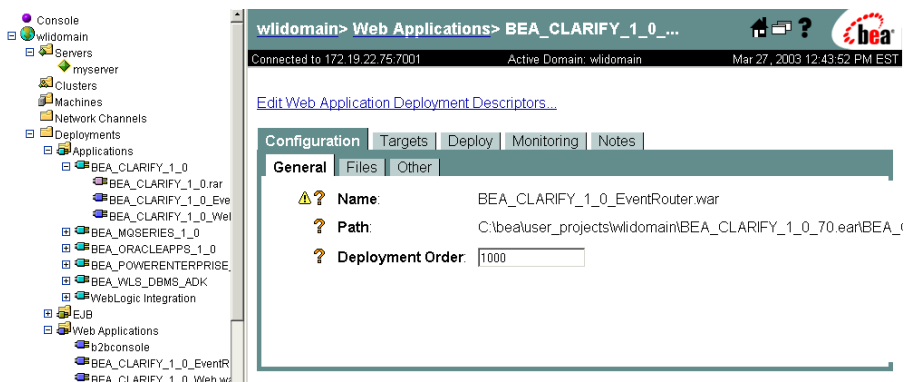 Console
wlidomain
Servers
myserver
Clusters
Machines
Network Channels
Deployments
Applications
BEA_CLARIFY_1_0
BEA_CLARIFY_1_0.rar
BEA_CLARIFY_1_0_Eve
BEA_CLARIFY_1_0_Wel
BEA_MQSERIES_1_0
BEA_ORACLEAPPS_1_0
BEA_POWERENTERPRISE_
BEA_WLS_DBMS_ADK
WebLogic Integration
EJB
Web Applications
b2bconsole
BEA_CLARIFY_1_0_EventR
BEA_CLARIFY_1_0_Web.wa
wlidomain> Web Applications> BEA_CLARIFY_1_0_...
?
bea
Connected to 172.19.22.75:7001 Active Domain: wlidomain Mar 27, 2003 12:43:52 PM EST
Edit Web Application Deployment Descriptors...
Configuration Targets Deploy Monitoring Notes
General Files Other
? Name: BEA_CLARIFY_1_0_EventRouter.war
? Path: C:\bea\user_projects\wlidomain\BEA_CLARIFY_1_0_70.ear\BEA_
? Deployment Order: 1000